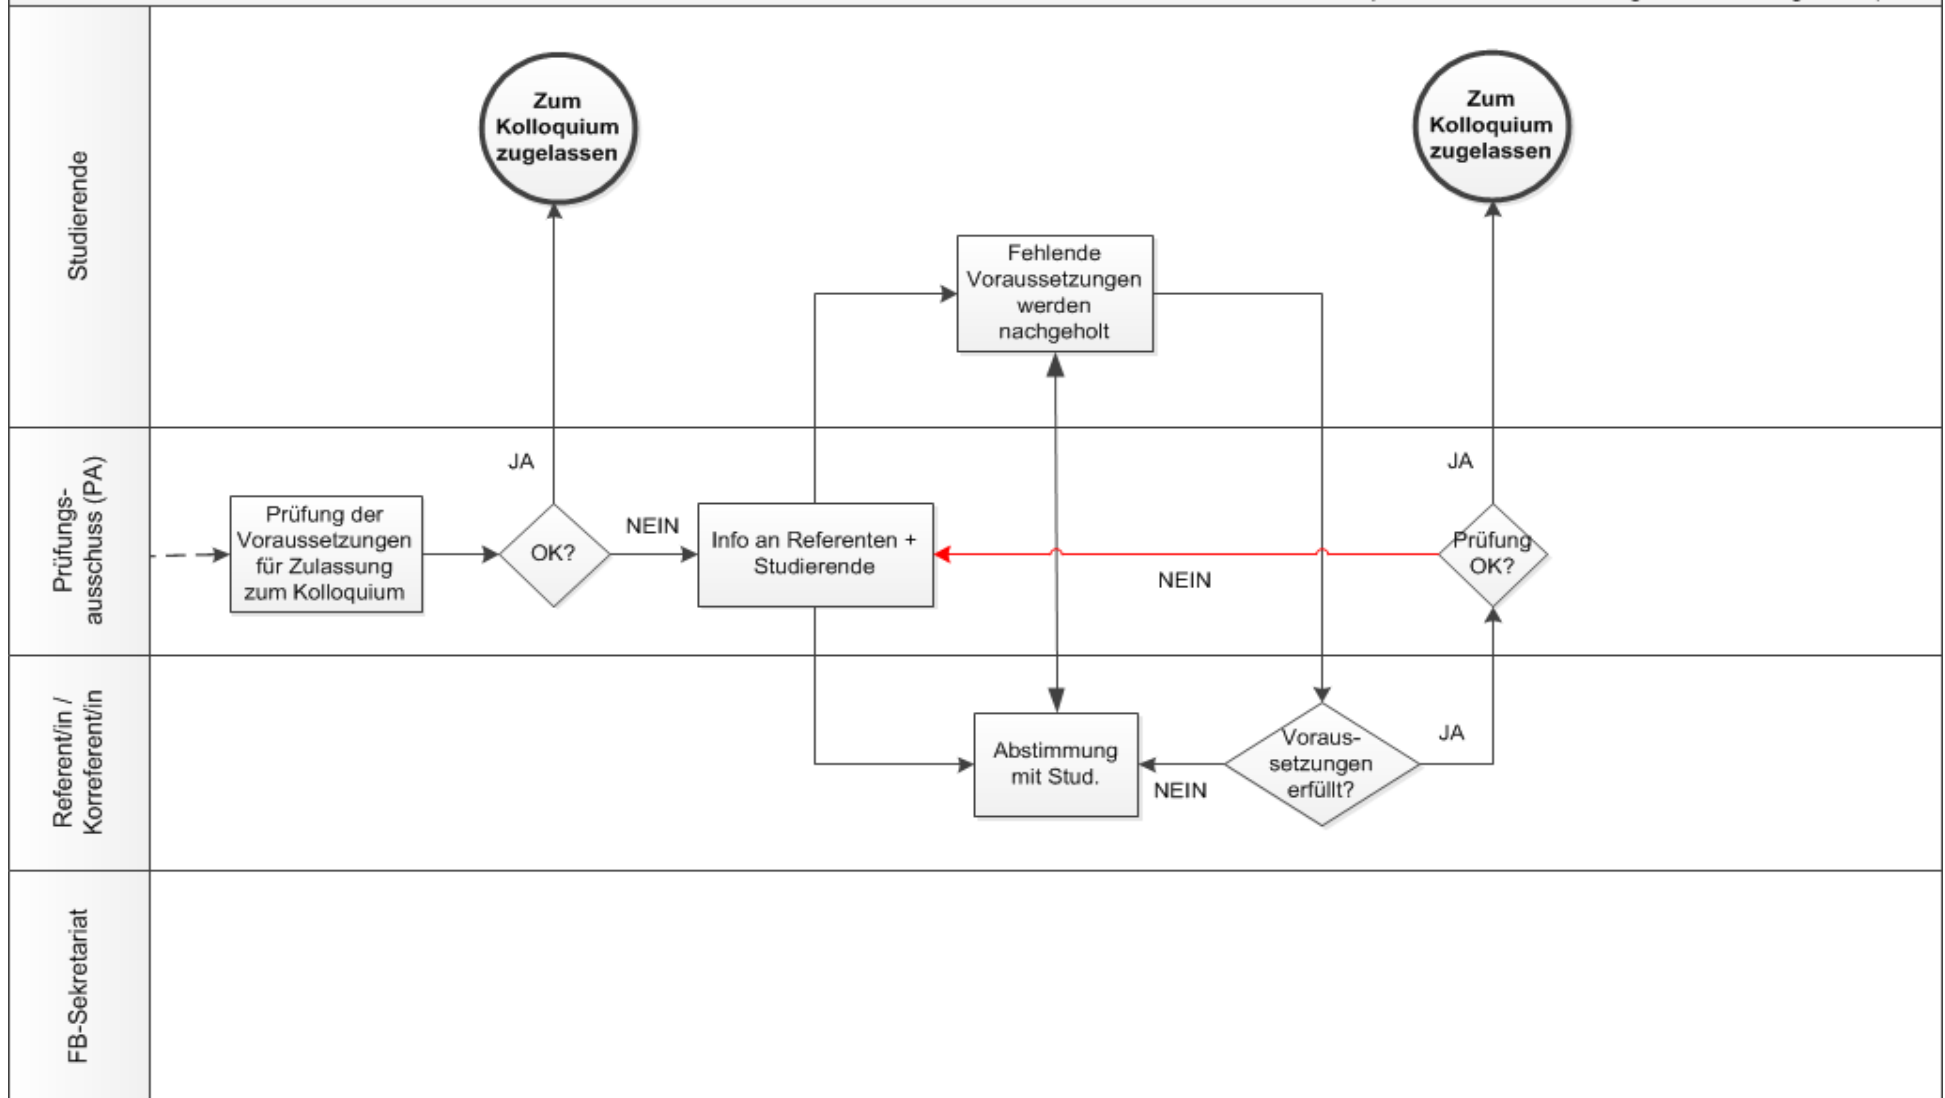 Studierende
Zum
Kolloquium
zugelassen
Zum
Kolloquium
zugelassen
Fehlende
Voraussetzungen
werden
nachgeholt
Prüfungs-
ausschuss (PA)
Prüfung der
Voraussetzungen
für Zulassung
zum Kolloquium
OK?
JA
NEIN
Info an Referenten +
Studierende
NEIN
Prüfung
OK?
JA
Referent/in /
Korreferent/in
Abstimmung
mit Stud.
NEIN
Voraus-
setzungen
erfüllt?
JA
FB-Sekretariat